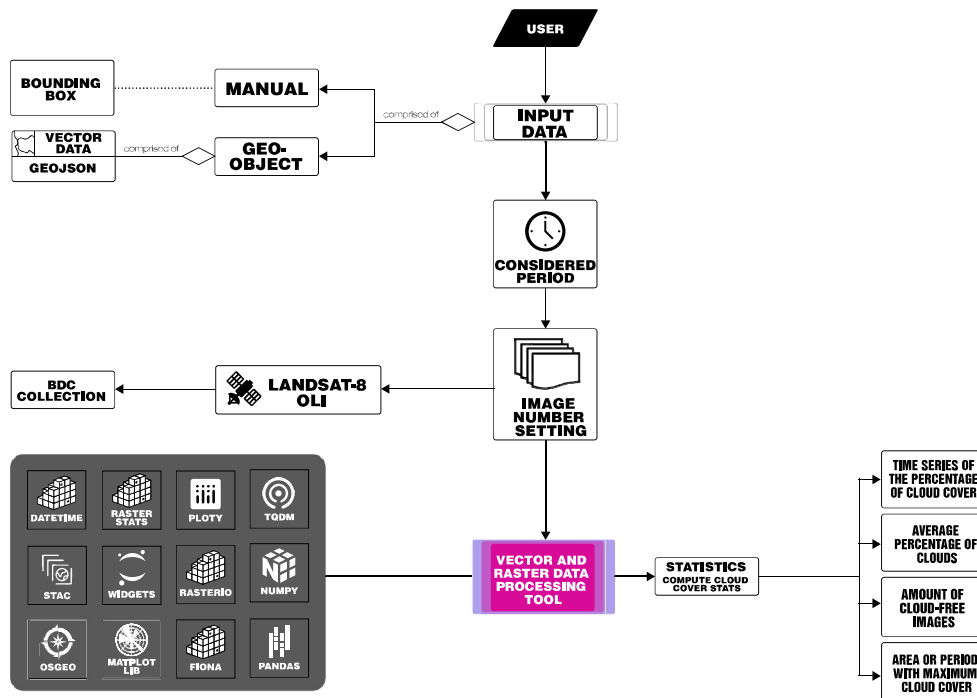 USER
BOUNDING
BOX
MANUAL
comprised of
INPUT
DATA
VECTOR
DATA
GEOJSON
comprised of
GEO-
OBJECT
CONSIDERED
PERIOD
BDC
COLLECTION
LANDSAT-8
OLI
IMAGE
NUMBER
SETTING
DATETIME
RASTER
STATS
PLOTY
TQDM
STAC
WIDGETS
RASTERIO
NUMPY
OSGEO
MATPLOT
LIB
FIONA
PANDAS
VECTOR AND
RASTER DATA
PROCESSING
TOOL
STATISTICS
COMPUTE CLOUD
COVER STATS
TIME SERIES OF
THE PERCENTAGE
OF CLOUD COVER
AVERAGE
PERCENTAGE OF
CLOUDS
AMOUNT OF
CLOUD-FREE
IMAGES
AREA OR PERIOD
WITH MAXIMUM
CLOUD COVER